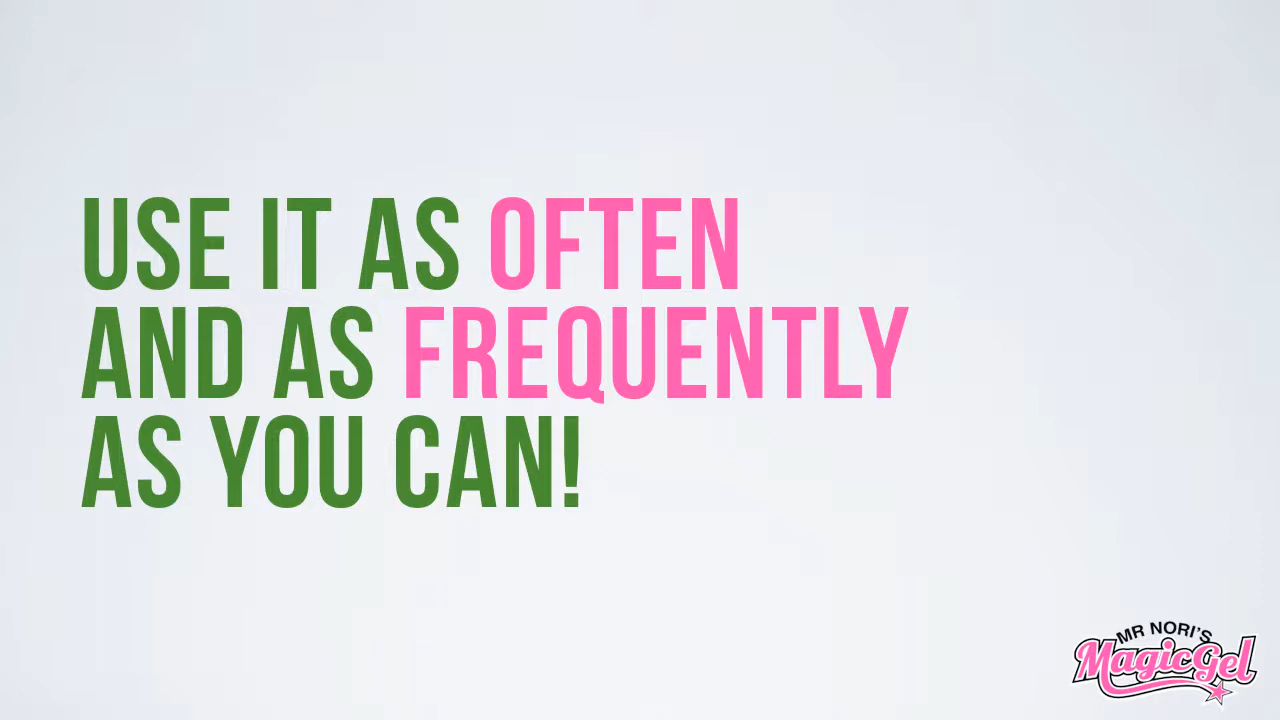 USE IT AS OFTEN
AND AS FREQUENTLY
AS YOU CAN!
MR NORI'S
MagicGel